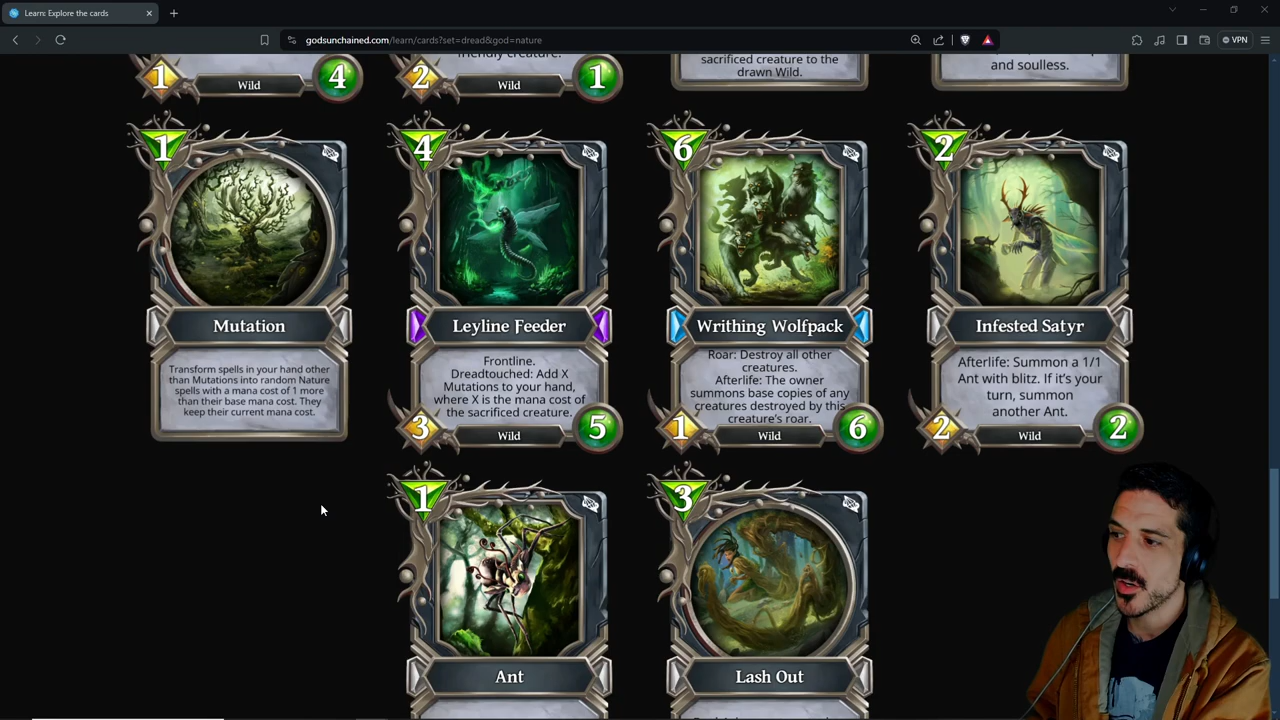 Learn: Explore the cards
godsunchained.com/learn/cards?set=dread&god=nature
VPN
friendly creature.
sacrificed creature to the
drawn Wild.
and soulless.
1 Wild 4
2 Wild 1
1
Mutation
Transform spells in your hand other
than Mutations into random Nature
spells with a mana cost of 1 more
than their base mana cost. They
keep their current mana cost.
4
Leyline Feeder
Frontline.
Dreadtouched: Add X
Mutations to your hand,
where X is the mana cost of
the sacrificed creature.
3 Wild 5
6
Writhing Wolfpack
Roar: Destroy all other
creatures.
Afterlife: The owner
summons base copies of any
creatures destroyed by this
creature's roar.
1 Wild 6
2
Infested Satyr
Afterlife: Summon a 1/1
Ant with blitz. If it's your
turn, summon
another Ant.
2 Wild 2
1
Ant
3
Lash Out